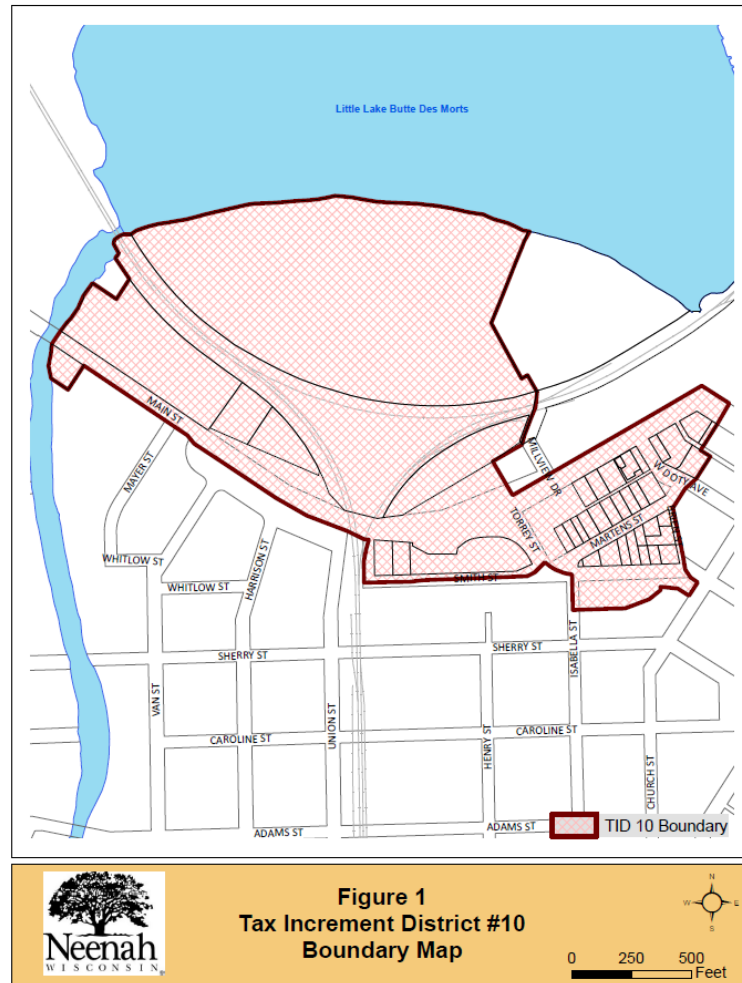 Little Lake Butte Des Morts
MAIN ST
MAYER ST
MILLVIEW DR
W DOTY AVE
TORREY ST
MARTENS ST
WHITLOW ST
HARRISON ST
WHITLOW ST
SMITH ST
SHERRY ST
SHERRY ST
ISABELLA ST
VAN ST
UNION ST
HENRY ST
CAROLINE ST
CAROLINE ST
CHURCH ST
ADAMS ST
ADAMS ST
TID 10 Boundary
Neenah
WISCONSIN
Figure 1
Tax Increment District #10
Boundary Map
N
W
E
S
0 250 500
Feet